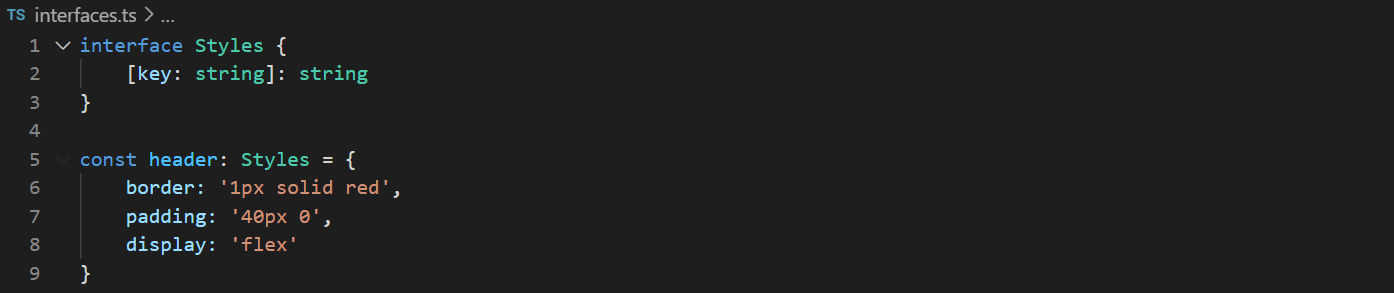 TS interfaces.ts > ...
1 interface Styles {
2     [key: string]: string
3 }
4
5 const header: Styles = {
6     border: '1px solid red',
7     padding: '40px 0',
8     display: 'flex'
9 }